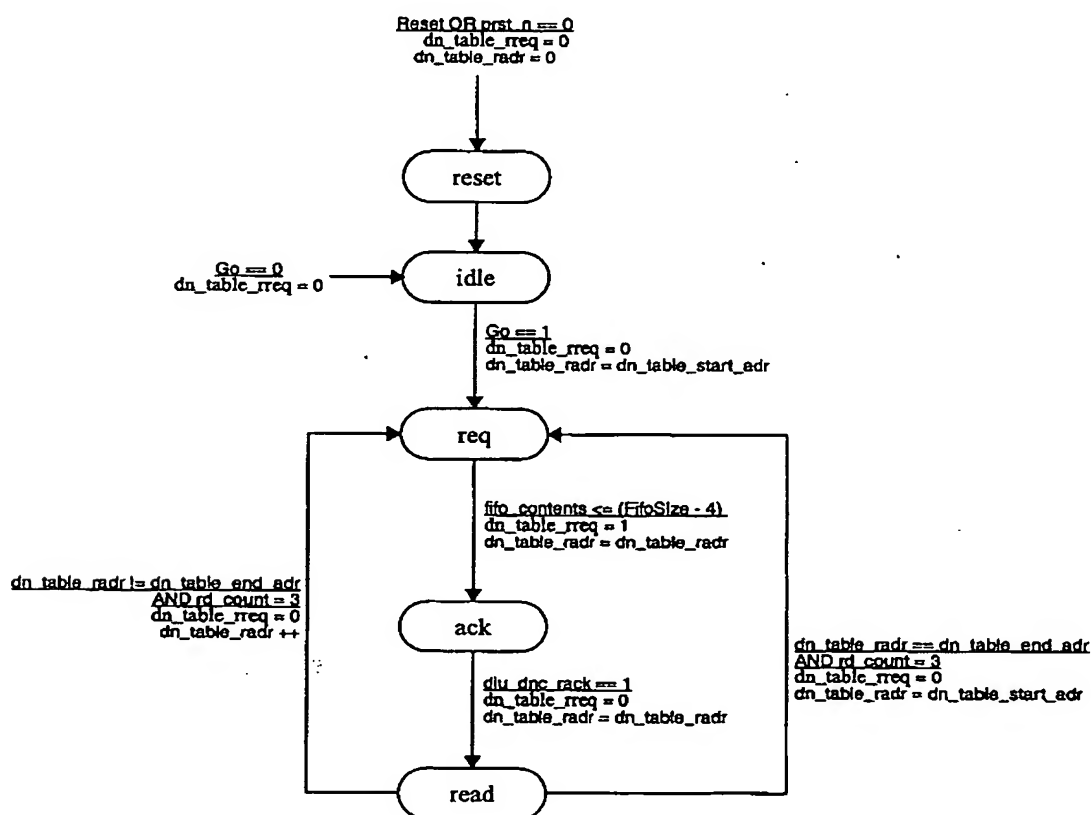 Reset OR prst_n == 0
dn_table_rreq = 0
dn_table_radr = 0
reset
Go == 0
dn_table_rreq = 0
idle
Go == 1
dn_table_rreq = 0
dn_table_radr = dn_table_start_adr
req
fifo_contents <= (FifoSize - 4)
dn_table_rreq = 1
dn_table_radr = dn_table_radr
dn_table_radr != dn_table_end_adr
AND rd_count = 3
dn_table_rreq = 0
dn_table_radr ++
ack
dn_table_radr == dn_table_end_adr
AND rd_count = 3
dn_table_rreq = 0
dn_table_radr = dn_table_start_adr
diu_dnc_rack == 1
dn_table_rreq = 0
dn_table_radr = dn_table_radr
read